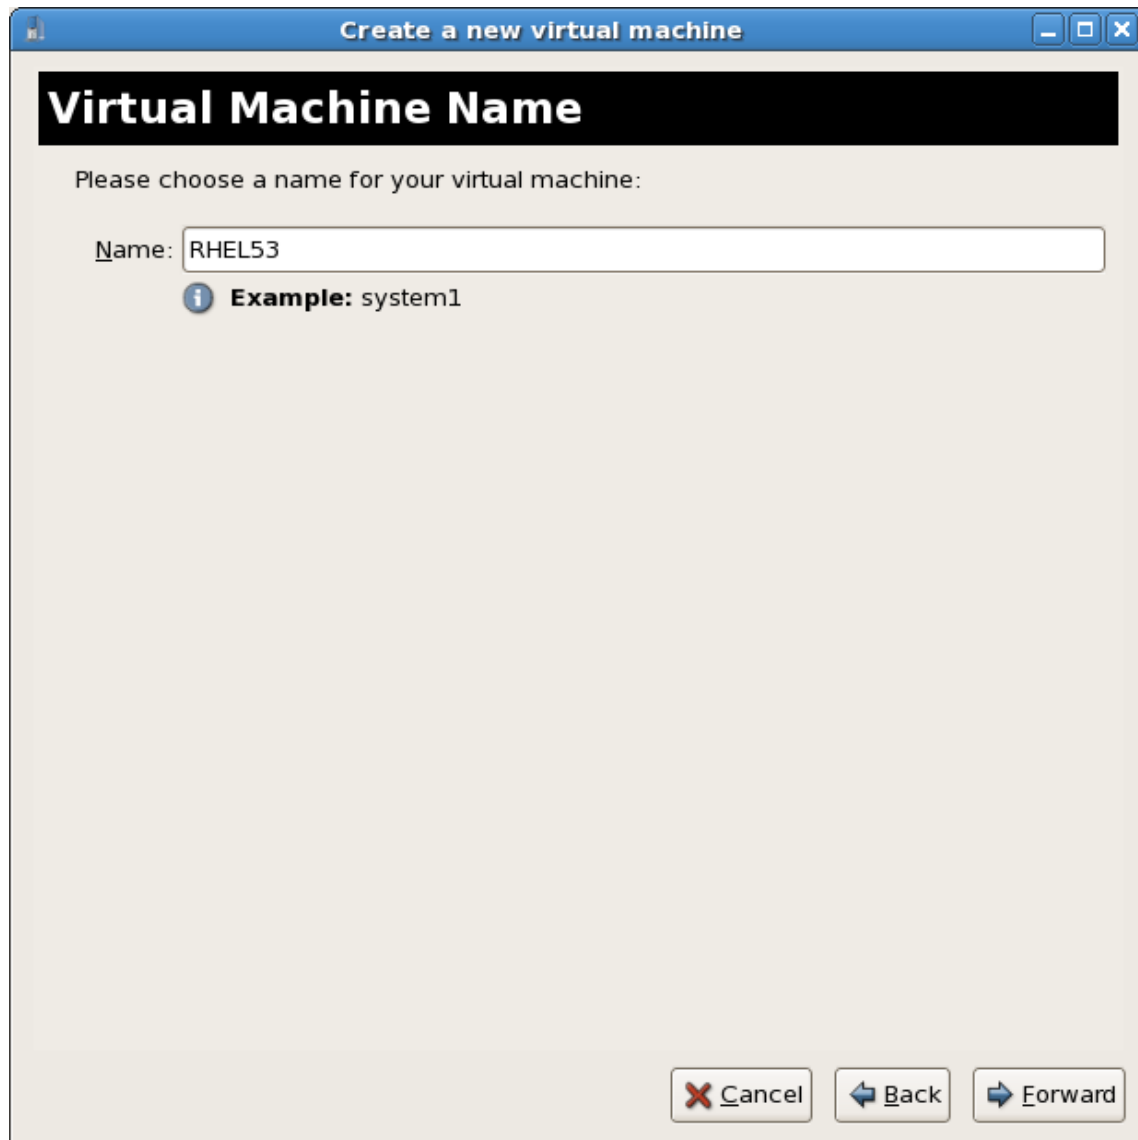 Create a new virtual machine
Virtual Machine Name
Please choose a name for your virtual machine:
Name: RHEL53
Example: system1
Cancel Back Forward